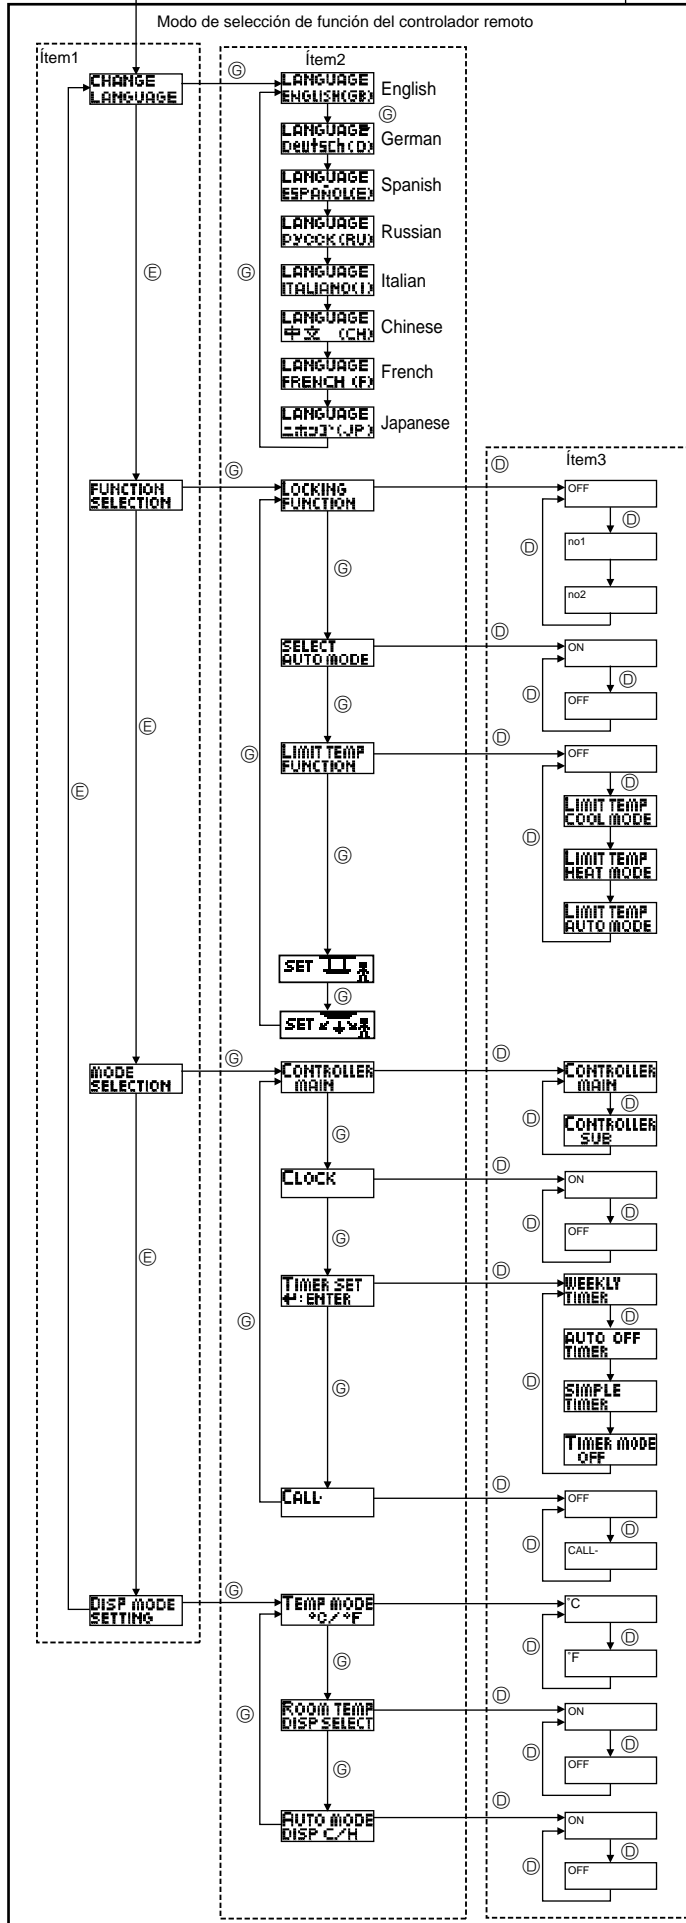 Modo de selección de función del controlador remoto
Ítem1
Ítem2
CHANGE
LANGUAGE
G
LANGUAGE
ENGLISH(GB)
English
G
LANGUAGE
Deutsch(D)
German
LANGUAGE
ESPAÑOL(E)
Spanish
LANGUAGE
РУССК(RU)
Russian
E
G
LANGUAGE
ITALIANO(I)
Italian
LANGUAGE
中文 (CH)
Chinese
LANGUAGE
FRENCH (F)
French
LANGUAGE
ニホンゴ(JP)
Japanese
Ítem3
FUNCTION
SELECTION
G
LOCKING
FUNCTION
D
OFF
D
D
no1
G
no2
SELECT
AUTO MODE
D
ON
D
D
G
OFF
E
G
LIMIT TEMP
FUNCTION
D
OFF
D
E
LIMIT TEMP
COOL MODE
D
LIMIT TEMP
HEAT MODE
G
LIMIT TEMP
AUTO MODE
SET
G
SET
MODE
SELECTION
G
CONTROLLER
MAIN
D
CONTROLLER
MAIN
D
D
CONTROLLER
SUB
G
CLOCK
D
ON
D
D
OFF
G
E
TIMER SET
↵:ENTER
D
WEEKLY
TIMER
D
G
AUTO OFF
TIMER
D
SIMPLE
TIMER
G
TIMER MODE
OFF
CALL-
D
OFF
D
D
CALL-
DISP MODE
SETTING
G
TEMP MODE
°C/°F
°C
D
D
°F
G
G
ROOM TEMP
DISP SELECT
D
ON
D
D
OFF
G
AUTO MODE
DISP C/H
D
ON
D
D
OFF